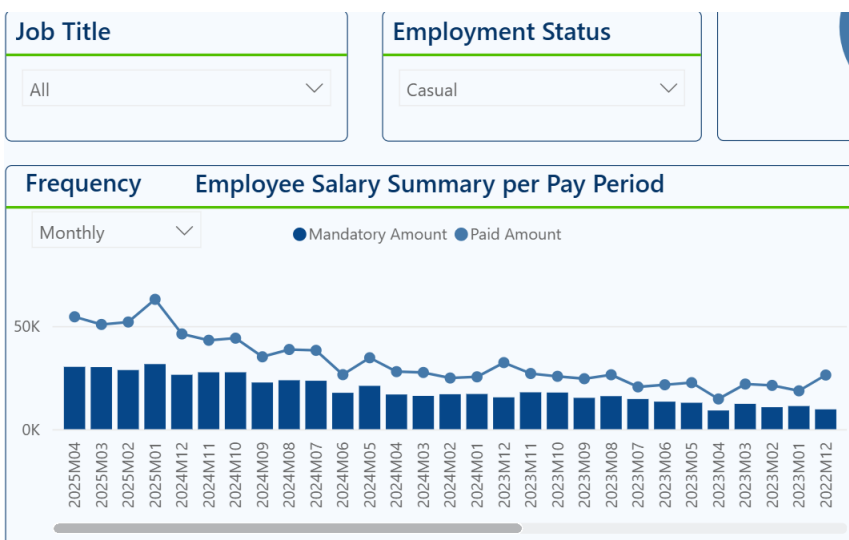 Job Title
Employment Status
All
Casual
Frequency
Employee Salary Summary per Pay Period
Monthly
Mandatory Amount
Paid Amount
50K
0K
2025M04
2025M03
2025M02
2025M01
2024M12
2024M11
2024M10
2024M09
2024M08
2024M07
2024M06
2024M05
2024M04
2024M03
2024M02
2024M01
2023M12
2023M11
2023M10
2023M09
2023M08
2023M07
2023M06
2023M05
2023M04
2023M03
2023M02
2023M01
2022M12